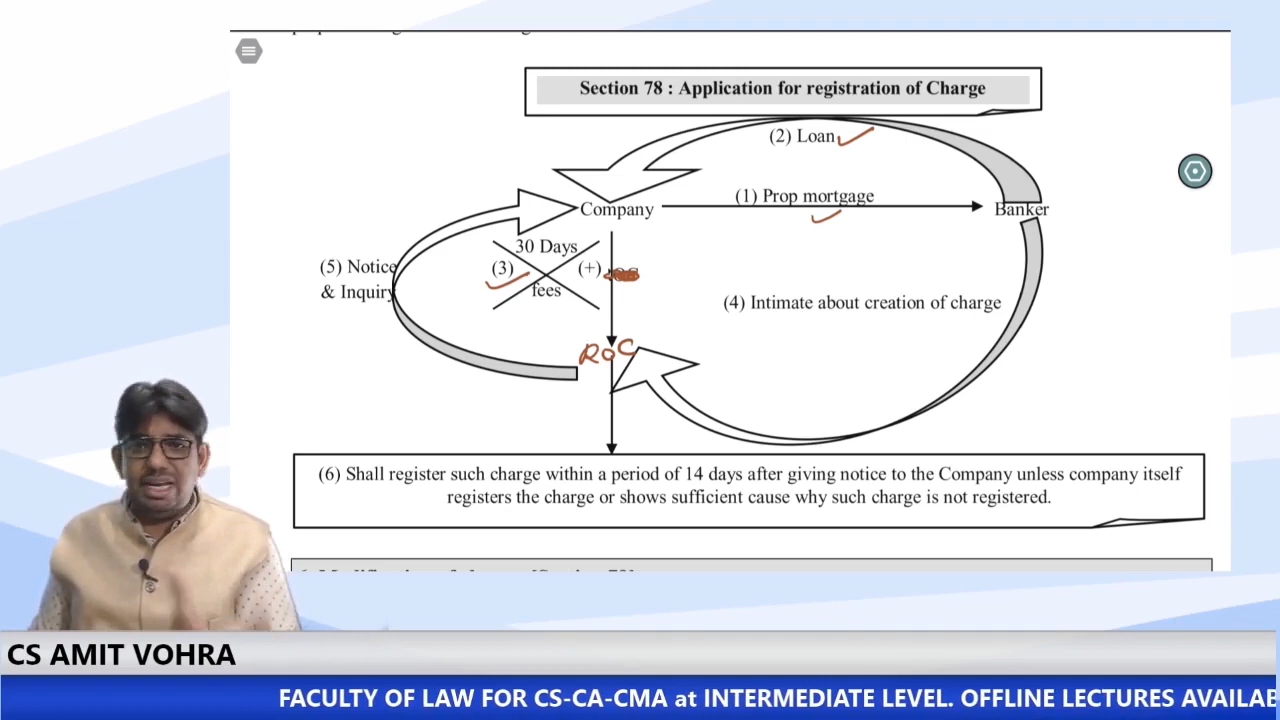 Section 78 : Application for registration of Charge
(2) Loan
(1) Prop mortgage
Company
Banker
30 Days
(5) Notice
& Inquiry
(3)
(+)
fees
(4) Intimate about creation of charge
ROC
(6) Shall register such charge within a period of 14 days after giving notice to the Company unless company itself
registers the charge or shows sufficient cause why such charge is not registered.
CS AMIT VOHRA
FACULTY OF LAW FOR CS-CA-CMA at INTERMEDIATE LEVEL. OFFLINE LECTURES AVAILAB